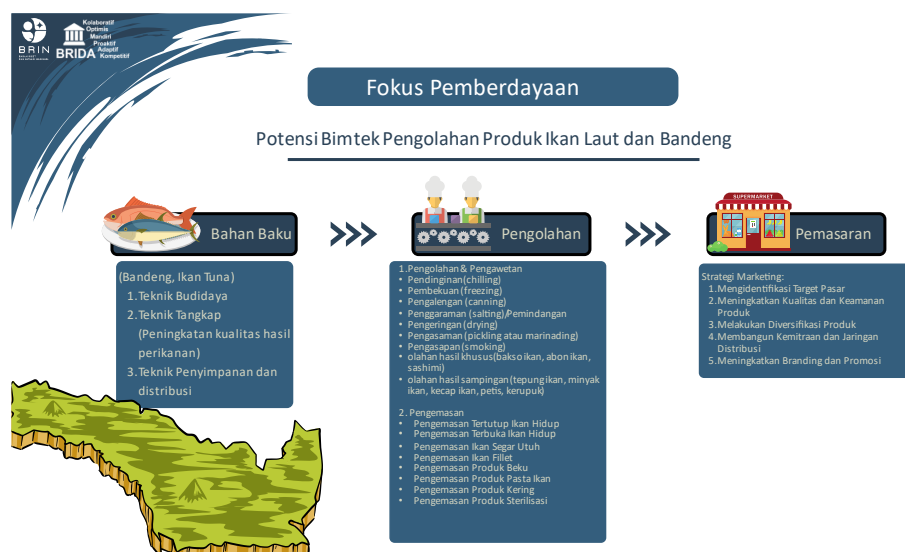 BRIN
BRIDA
Kolaboratif
Optimis
Mandiri
Proaktif
Adaptif
Kompetitif
Fokus Pemberdayaan
Potensi Bimtek Pengolahan Produk Ikan Laut dan Bandeng
Bahan Baku
(Bandeng, Ikan Tuna)
1.Teknik Budidaya
2.Teknik Tangkap
(Peningkatan kualitas hasil
perikanan)
3.Teknik Penyimpanan dan
distribusi
Pengolahan
1.Pengolahan & Pengawetan
• Pendinginan (chilling)
• Pembekuan (freezing)
• Pengalengan (canning)
• Penggaraman (salting)/Pemindangan
• Pengeringan (drying)
• Pengasaman (pickling atau marinading)
• Pengasapan (smoking)
• olahan hasil khusus(bakso ikan, abon ikan,
sashimi)
• olahan hasil sampingan (tepung ikan, minyak
ikan, kecap ikan, petis, kerupuk)
2. Pengemasan
• Pengemasan Tertutup Ikan Hidup
• Pengemasan Terbuka Ikan Hidup
• Pengemasan Ikan Segar Utuh
• Pengemasan Ikan Fillet
• Pengemasan Produk Beku
• Pengemasan Produk Pasta Ikan
• Pengemasan Produk Kering
• Pengemasan Produk Sterilisasi
SUPERMARKET
Pemasaran
Strategi Marketing:
1.Mengidentifikasi Target Pasar
2.Meningkatkan Kualitas dan Keamanan
Produk
3.Melakukan Diversifikasi Produk
4.Membangun Kemitraan dan Jaringan
Distribusi
5.Meningkatkan Branding dan Promosi